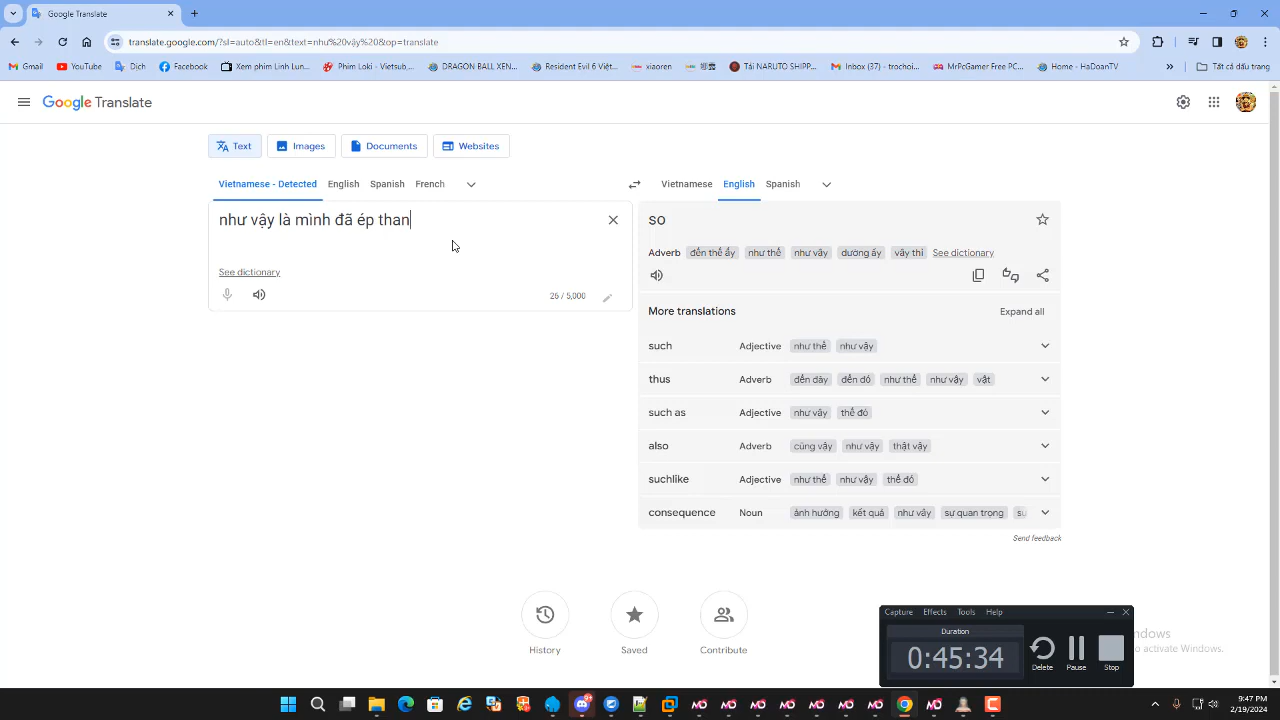 Google Translate
translate.google.com/?sl=auto&tl=en&text=như%20vậy%20&op=translate
Gmail YouTube Dich Facebook Xem phim Linh Lun... Phim Loki - Vietsub,... DRAGON BALL XEN... Resident Evil 6 Việt... xiaoren Tải NARUTO SHIPP... Inbox (37) - trochoi... MrPcGamer Free PC... Home - HaDoanTV » Tất cả dấu trang
Google Translate
Text Images Documents Websites
Vietnamese - Detected English Spanish French Vietnamese English Spanish
như vậy là mình đã ép than
so
Adverb đến thế ấy như thế như vậy dường ấy vậy thì See dictionary
See dictionary
26 / 5,000
More translations Expand all
such Adjective như thế như vậy
thus Adverb đến đây đến đó như thế như vậy vật
such as Adjective như vậy thế đó
also Adverb cũng vậy như vậy thật vậy
suchlike Adjective như thế như vậy thế đó
consequence Noun ảnh hưởng kết quả như vậy sự quan trọng
Send feedback
History Saved Contribute
Capture Effects Tools Help
Duration
0:45:34
Delete Pause Stop
ndows
o activate Windows.
9:47 PM
2/19/2024